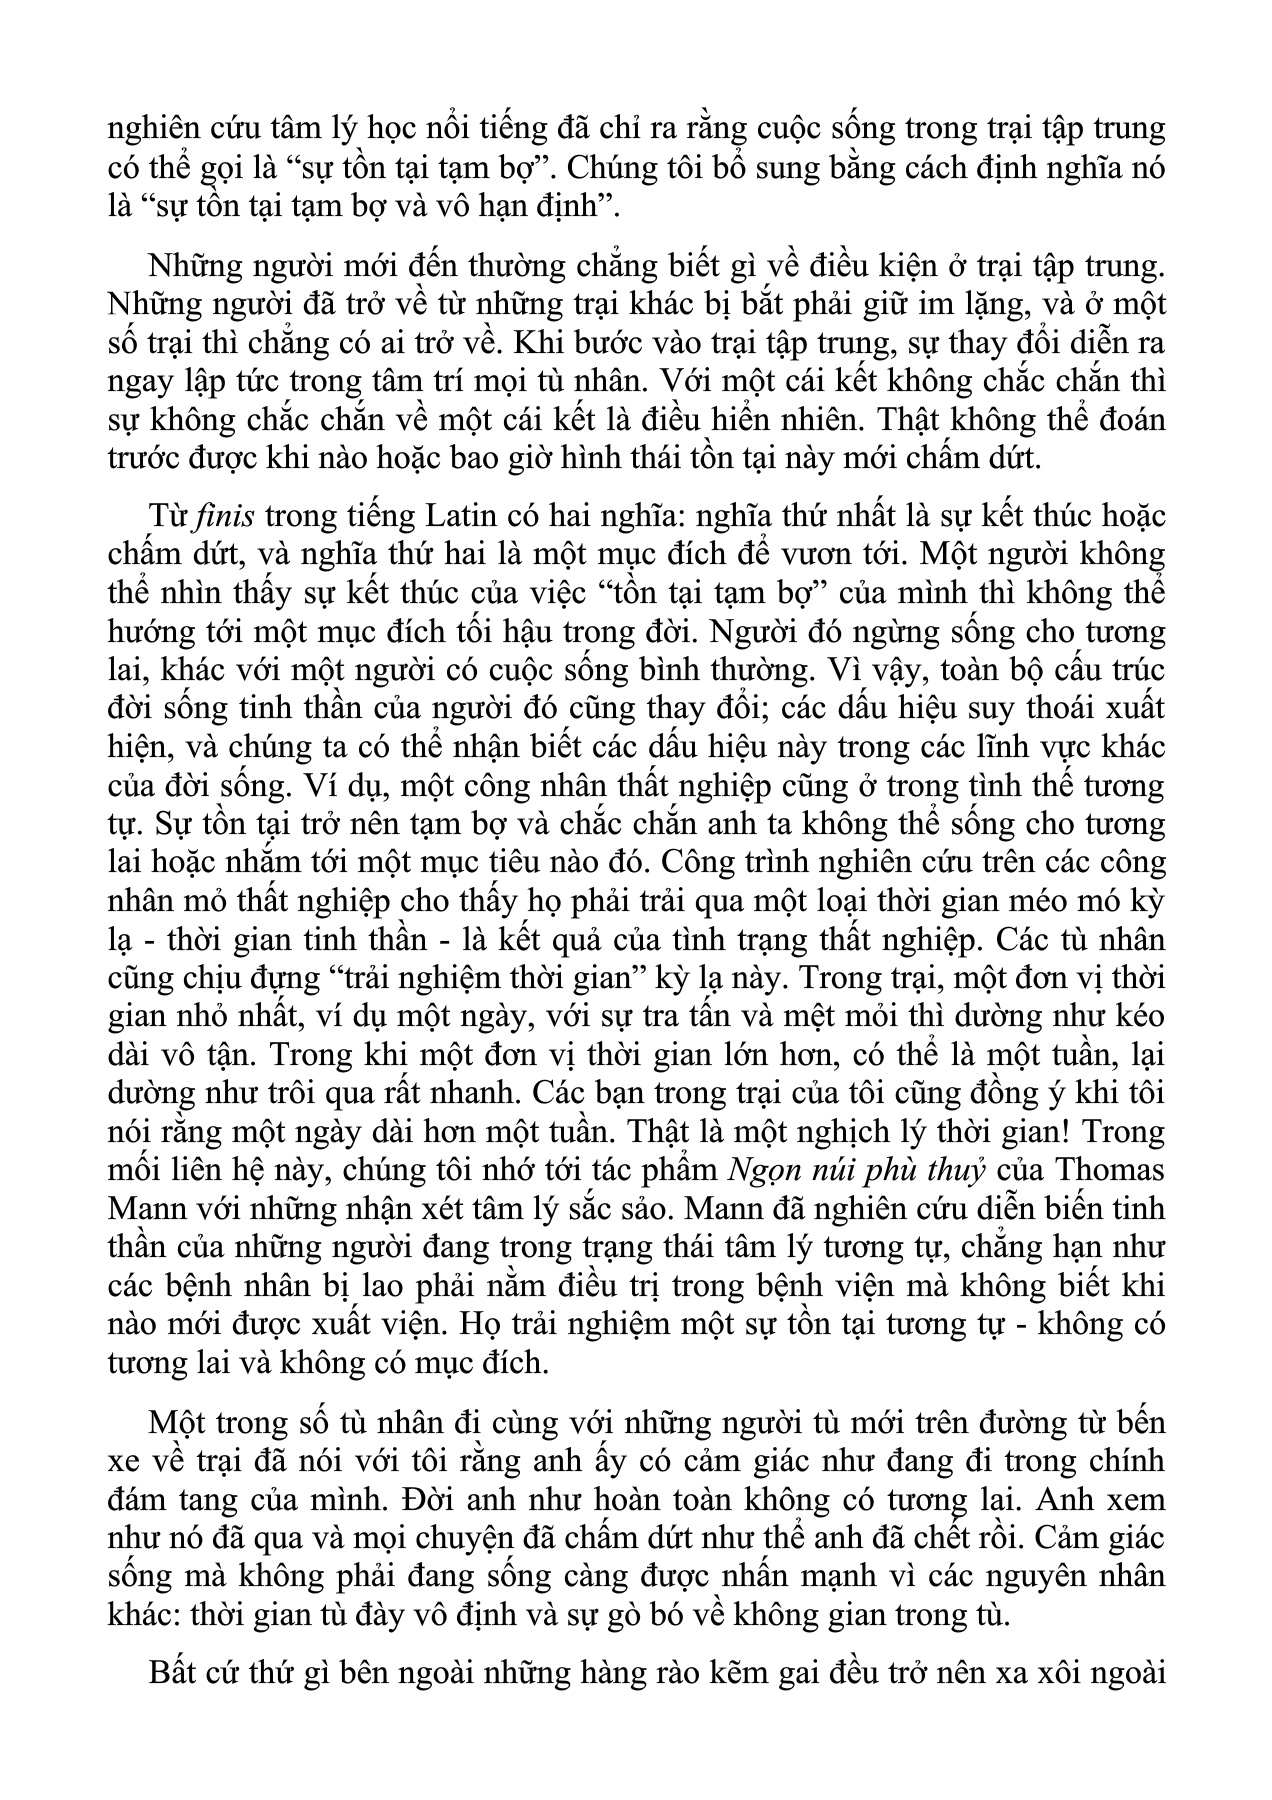 nghiên cứu tâm lý học nổi tiếng đã chỉ ra rằng cuộc sống trong trại tập trung
có thể gọi là “sự tồn tại tạm bợ”. Chúng tôi bổ sung bằng cách định nghĩa nó
là “sự tồn tại tạm bợ và vô hạn định”.
Những người mới đến thường chẳng biết gì về điều kiện ở trại tập trung.
Những người đã trở về từ những trại khác bị bắt phải giữ im lặng, và ở một
số trại thì chẳng có ai trở về. Khi bước vào trại tập trung, sự thay đổi diễn ra
ngay lập tức trong tâm trí mọi tù nhân. Với một cái kết không chắc chắn thì
sự không chắc chắn về một cái kết là điều hiển nhiên. Thật không thể đoán
trước được khi nào hoặc bao giờ hình thái tồn tại này mới chấm dứt.
Từ finis trong tiếng Latin có hai nghĩa: nghĩa thứ nhất là sự kết thúc hoặc
chấm dứt, và nghĩa thứ hai là một mục đích để vươn tới. Một người không
thể nhìn thấy sự kết thúc của việc “tồn tại tạm bợ” của mình thì không thể
hướng tới một mục đích tối hậu trong đời. Người đó ngừng sống cho tương
lai, khác với một người có cuộc sống bình thường. Vì vậy, toàn bộ cấu trúc
đời sống tinh thần của người đó cũng thay đổi; các dấu hiệu suy thoái xuất
hiện, và chúng ta có thể nhận biết các dấu hiệu này trong các lĩnh vực khác
của đời sống. Ví dụ, một công nhân thất nghiệp cũng ở trong tình thế tương
tự. Sự tồn tại trở nên tạm bợ và chắc chắn anh ta không thể sống cho tương
lai hoặc nhắm tới một mục tiêu nào đó. Công trình nghiên cứu trên các công
nhân mỏ thất nghiệp cho thấy họ phải trải qua một loại thời gian méo mó kỳ
lạ - thời gian tinh thần - là kết quả của tình trạng thất nghiệp. Các tù nhân
cũng chịu đựng “trải nghiệm thời gian” kỳ lạ này. Trong trại, một đơn vị thời
gian nhỏ nhất, ví dụ một ngày, với sự tra tấn và mệt mỏi thì dường như kéo
dài vô tận. Trong khi một đơn vị thời gian lớn hơn, có thể là một tuần, lại
dường như trôi qua rất nhanh. Các bạn trong trại của tôi cũng đồng ý khi tôi
nói rằng một ngày dài hơn một tuần. Thật là một nghịch lý thời gian! Trong
mối liên hệ này, chúng tôi nhớ tới tác phẩm Ngọn núi phù thuỷ của Thomas
Mann với những nhận xét tâm lý sắc sảo. Mann đã nghiên cứu diễn biến tinh
thần của những người đang trong trạng thái tâm lý tương tự, chẳng hạn như
các bệnh nhân bị lao phải nằm điều trị trong bệnh viện mà không biết khi
nào mới được xuất viện. Họ trải nghiệm một sự tồn tại tương tự - không có
tương lai và không có mục đích.
Một trong số tù nhân đi cùng với những người tù mới trên đường từ bến
xe về trại đã nói với tôi rằng anh ấy có cảm giác như đang đi trong chính
đám tang của mình. Đời anh như hoàn toàn không có tương lai. Anh xem
như nó đã qua và mọi chuyện đã chấm dứt như thể anh đã chết rồi. Cảm giác
sống mà không phải đang sống càng được nhấn mạnh vì các nguyên nhân
khác: thời gian tù đày vô định và sự gò bó về không gian trong tù.
Bất cứ thứ gì bên ngoài những hàng rào kẽm gai đều trở nên xa xôi ngoài